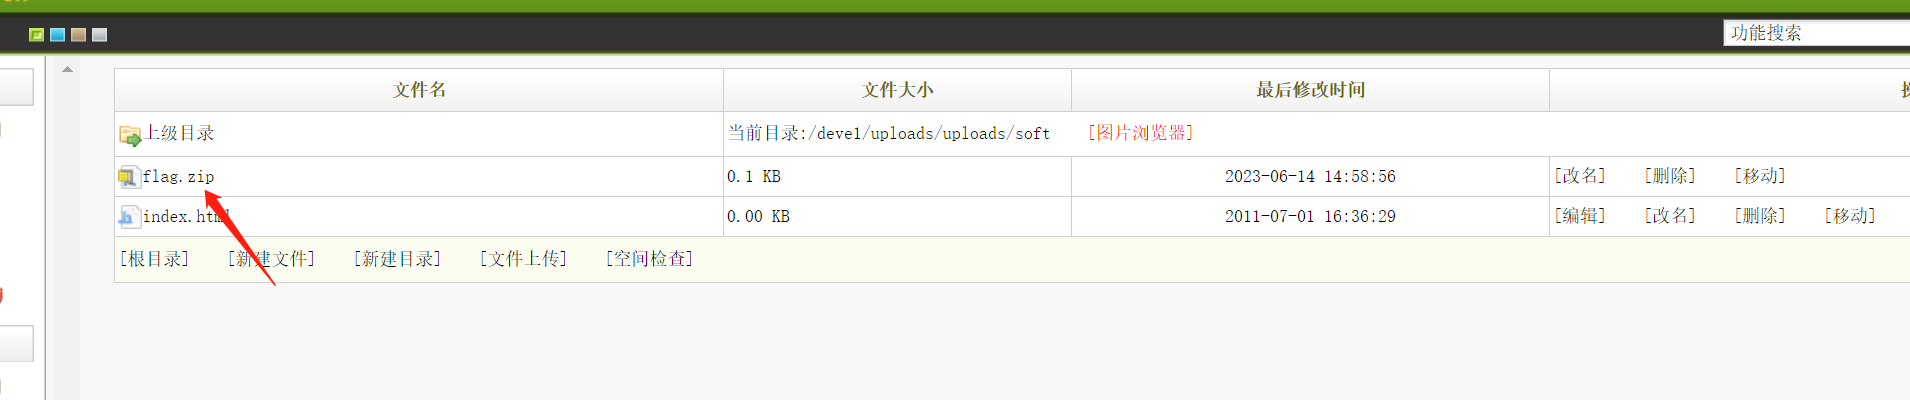 功能搜索
文件名 文件大小 最后修改时间
上级目录 当前目录:/deve1/uploads/uploads/soft [图片浏览器]
flag.zip 0.1 KB 2023-06-14 14:58:56 [改名] [删除] [移动]
index.html 0.00 KB 2011-07-01 16:36:29 [编辑] [改名] [删除] [移动]
[根目录] [新建文件] [新建目录] [文件上传] [空间检查]